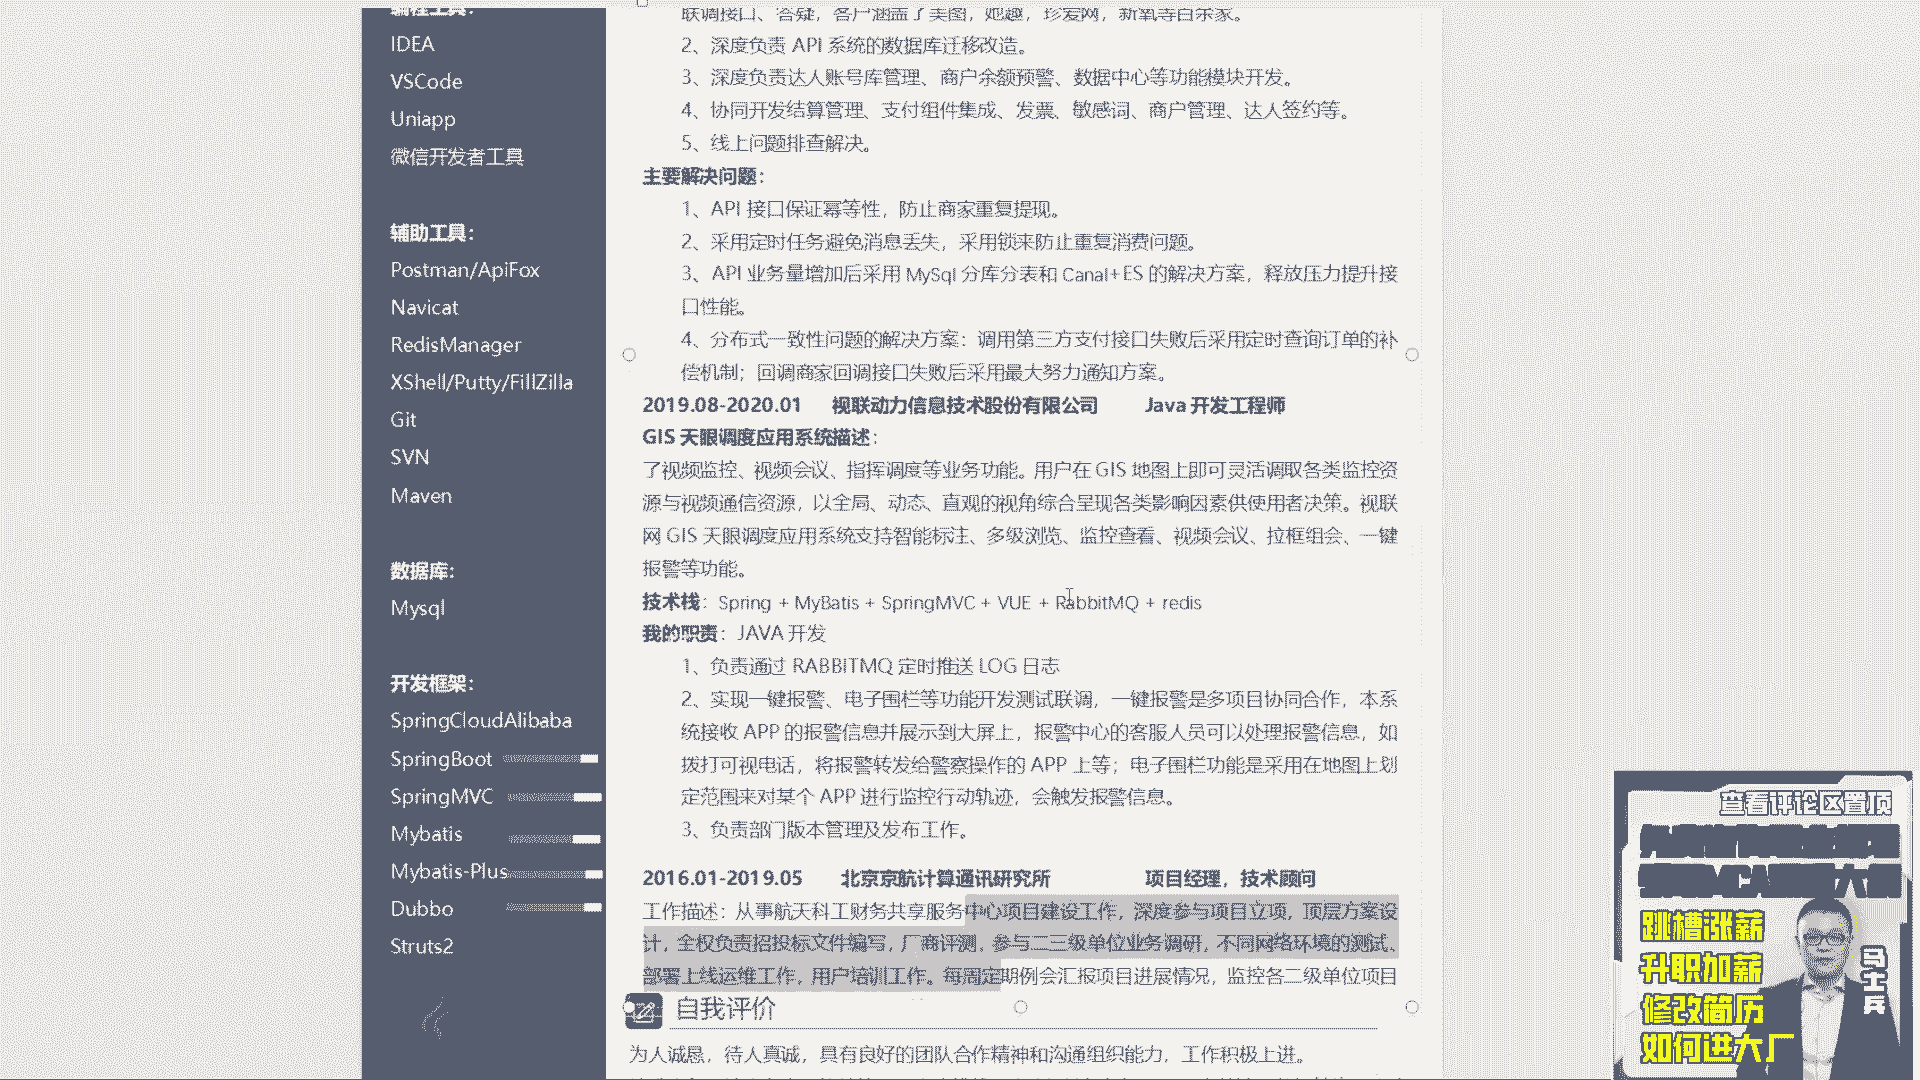 编程工具：
IDEA
VSCode
Uniapp
微信开发者工具
辅助工具：
Postman/ApiFox
Navicat
RedisManager
XShell/Putty/FillZilla
Git
SVN
Maven
数据库:
Mysql
开发框架：
SpringCloudAlibaba
SpringBoot
SpringMVC
Mybatis
Mybatis-Plus
Dubbo
Struts2
联调接口、答疑，客户涵盖了美图，她趣，珍爱网，新氧等百余家。
2、深度负责 API 系统的数据库迁移改造。
3、深度负责达人账号库管理、商户余额预警、数据中心等功能模块开发。
4、协同开发结算管理、支付组件集成、发票、敏感词、商户管理、达人签约等。
5、线上问题排查解决。
主要解决问题：
1、API 接口保证幂等性，防止商家重复提现。
2、采用定时任务避免消息丢失，采用锁来防止重复消费问题。
3、API 业务量增加后采用 MySql 分库分表和 Canal+ES 的解决方案，释放压力提升接
口性能。
4、分布式一致性问题的解决方案：调用第三方支付接口失败后采用定时查询订单的补
偿机制；回调商家回调接口失败后采用最大努力通知方案。
2019.08-2020.01 视联动力信息技术股份有限公司 Java 开发工程师
GIS 天眼调度应用系统描述：
了视频监控、视频会议、指挥调度等业务功能。用户在 GIS 地图上即可灵活调取各类监控资
源与视频通信资源，以全局、动态、直观的视角综合呈现各类影响因素供使用者决策。视联
网 GIS 天眼调度应用系统支持智能标注、多级浏览、监控查看、视频会议、拉框组会、一键
报警等功能。
技术栈：Spring + MyBatis + SpringMVC + VUE + RabbitMQ + redis
我的职责：JAVA 开发
1、负责通过 RABBITMQ 定时推送 LOG 日志
2、实现一键报警、电子围栏等功能开发测试联调，一键报警是多项目协同合作，本系
统接收 APP 的报警信息并展示到大屏上，报警中心的客服人员可以处理报警信息，如
拨打可视电话，将报警转发给警察操作的 APP 上等；电子围栏功能是采用在地图上划
定范围来对某个 APP 进行监控行动轨迹，会触发报警信息。
3、负责部门版本管理及发布工作。
2016.01-2019.05 北京京航计算通讯研究所 项目经理，技术顾问
工作描述：从事航天科工财务共享服务中心项目建设工作，深度参与项目立项，顶层方案设
计，全权负责招投标文件编写，厂商评测，参与二三级单位业务调研，不同网络环境的测试、
部署上线运维工作，用户培训工作。每周定期例会汇报项目进展情况，监控各二级单位项目
自我评价
为人诚恳，待人真诚，具有良好的团队合作精神和沟通组织能力，工作积极上进。
查看评论区置顶
跳槽涨薪
升职加薪
修改简历
如何进大厂
马士兵